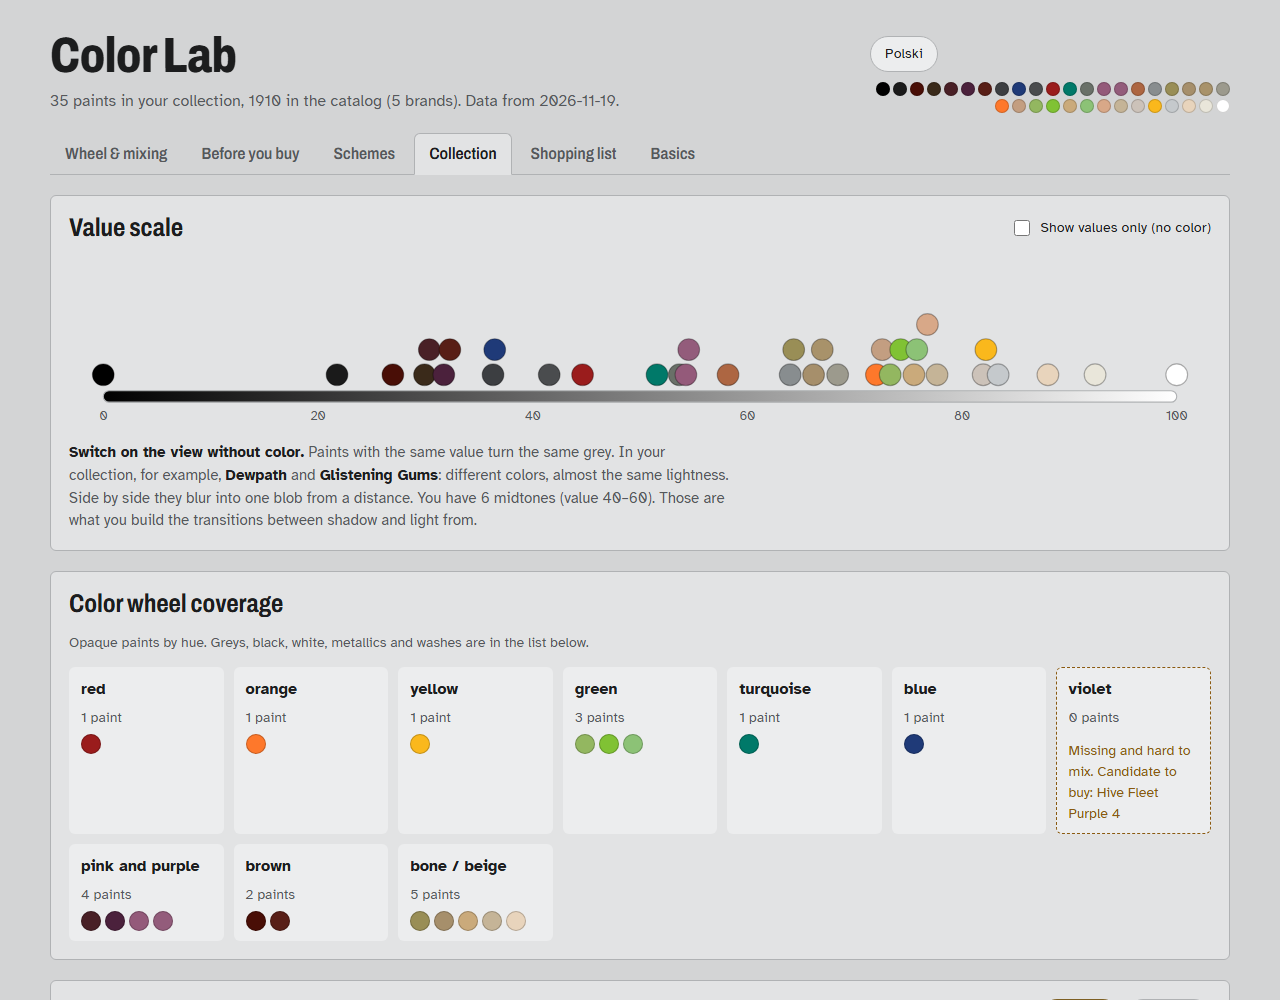 Color Lab
Polski
35 paints in your collection, 1910 in the catalog (5 brands). Data from 2026-11-19.
Wheel & mixing
Before you buy
Schemes
Collection
Shopping list
Basics
Value scale
Show values only (no color)
0
20
40
60
80
100
Switch on the view without color. Paints with the same value turn the same grey. In your
collection, for example, Dewpath and Glistening Gums: different colors, almost the same lightness.
Side by side they blur into one blob from a distance. You have 6 midtones (value 40–60). Those are
what you build the transitions between shadow and light from.
Color wheel coverage
Opaque paints by hue. Greys, black, white, metallics and washes are in the list below.
red
1 paint
orange
1 paint
yellow
1 paint
green
3 paints
turquoise
1 paint
blue
1 paint
violet
0 paints
Missing and hard to
mix. Candidate to
buy: Hive Fleet
Purple 4
pink and purple
4 paints
brown
2 paints
bone / beige
5 paints